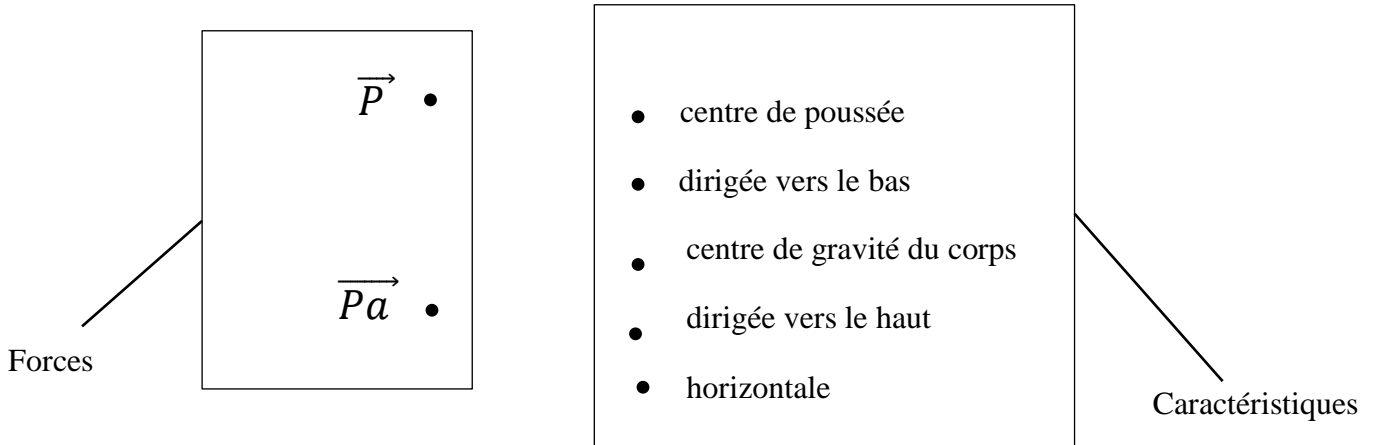 P
Pa
Forces
centre de poussée
dirigée vers le bas
centre de gravité du corps
dirigée vers le haut
horizontale
Caractéristiques